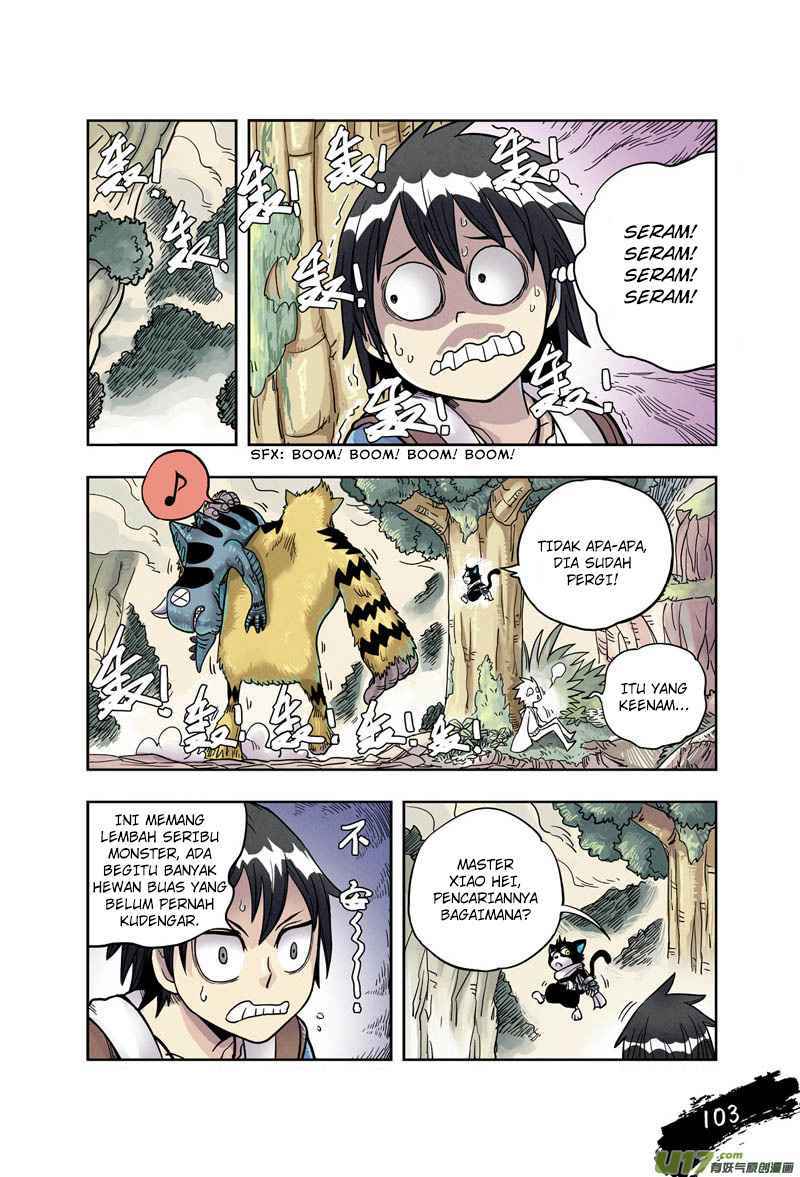 轰!
轰!
轰!
轰!
轰!
轰!
轰!
轰!
SERAM!
SERAM!
SERAM!
SERAM!
SFX: BOOM! BOOM! BOOM! BOOM!
♪
TIDAK APA-APA,
DIA SUDAH
PERGI!
ITU YANG
KEENAM...
轰!
轰!
轰!
轰!
轰!
INI MEMANG
LEMBAH SERIBU
MONSTER, ADA
BEGITU BANYAK
HEWAN BUAS YANG
BELUM PERNAH
KUDENGAR.
不安~~!
MASTER
XIAO HEI,
PENCARIANNYA
BAGAIMANA?
103
U17
有妖气原创漫画